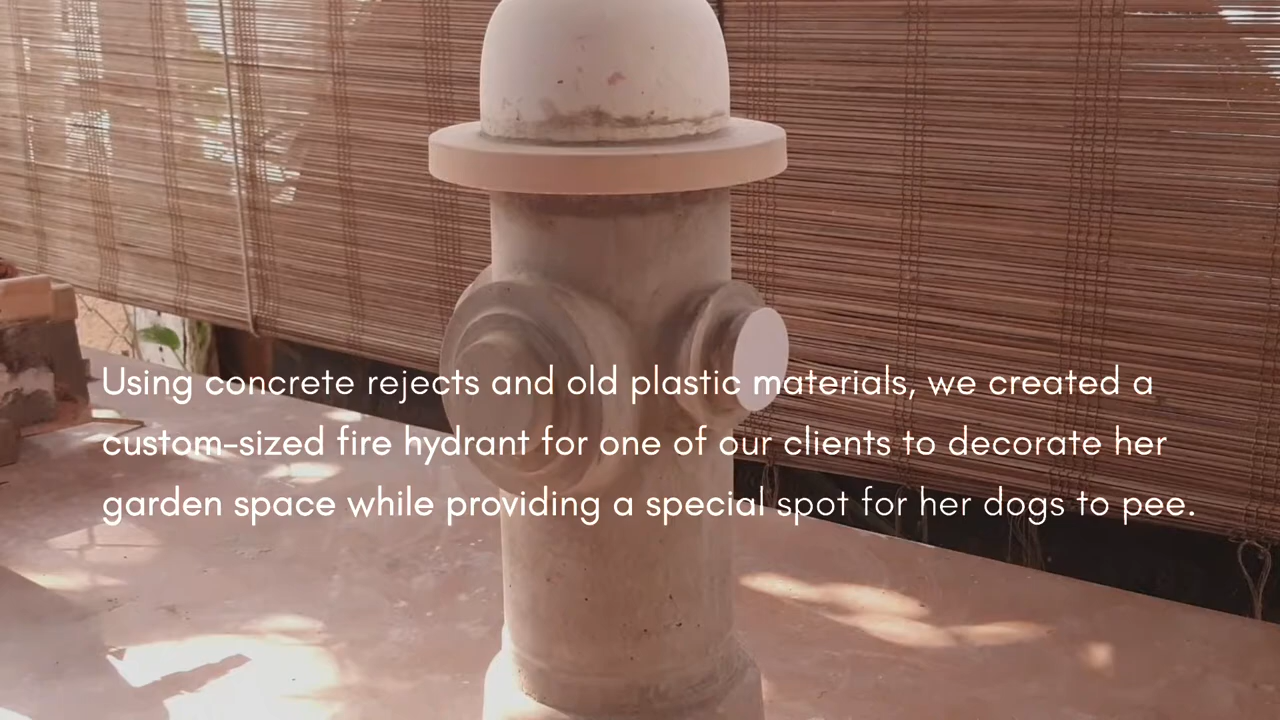 Using concrete rejects and old plastic materials, we created a
custom-sized fire hydrant for one of our clients to decorate her
garden space while providing a special spot for her dogs to pee.